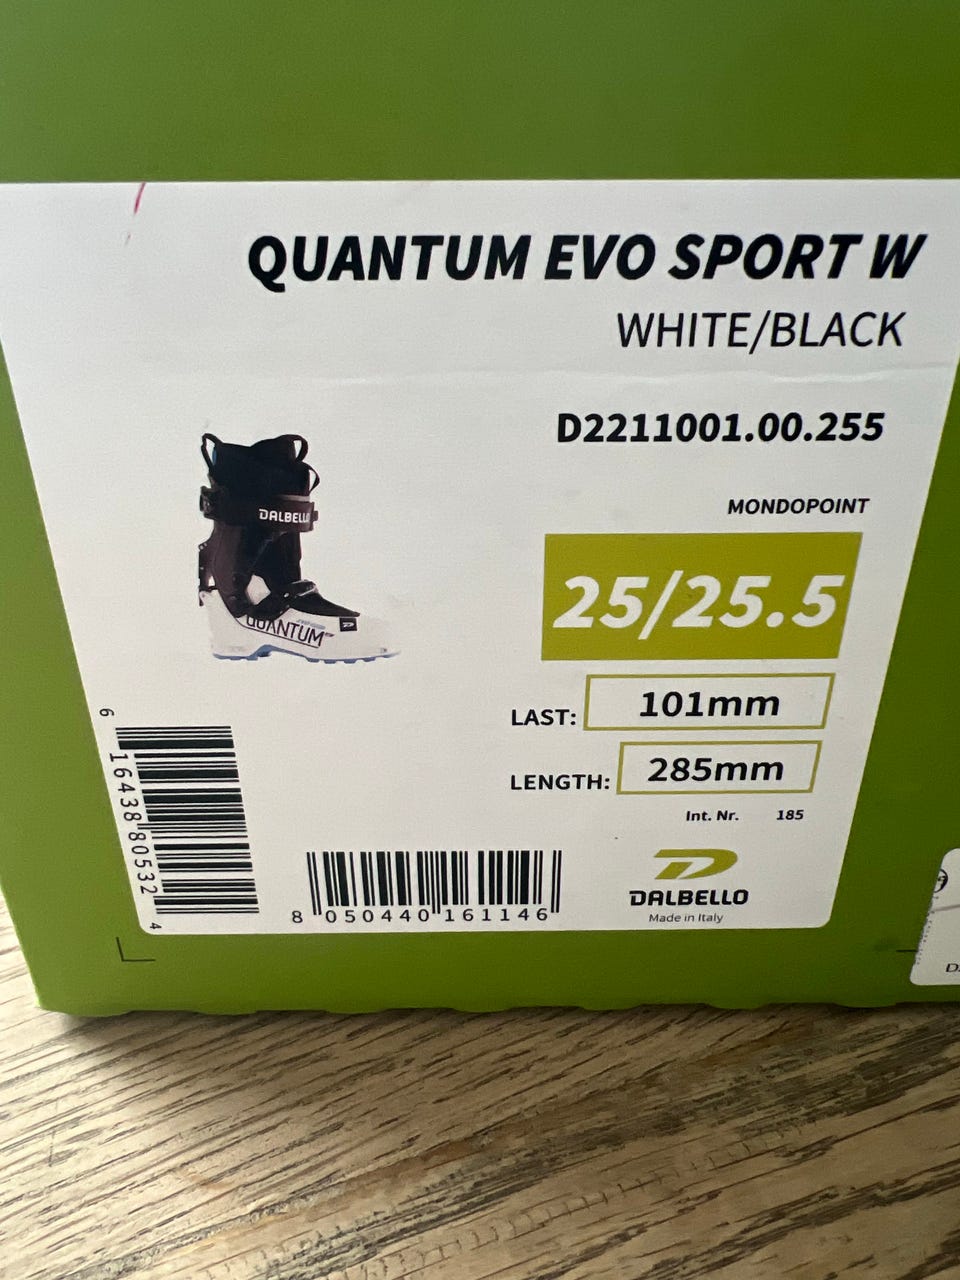 QUANTUM EVO SPORT W
WHITE/BLACK
D2211001.00.255
MONDOPOINT
25/25.5
LAST: 101mm
LENGTH: 285mm
Int. Nr. 185
DALBELLO
Made in Italy
DALBELLO
QUANTUM
6 16438 80532 4
8 050440 161146